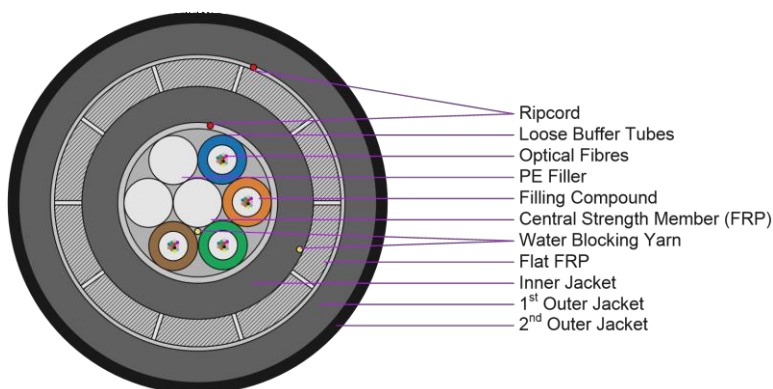 Ripcord
Loose Buffer Tubes
Optical Fibres
PE Filler
Filling Compound
Central Strength Member (FRP)
Water Blocking Yarn
Flat FRP
Inner Jacket
1st Outer Jacket
2nd Outer Jacket